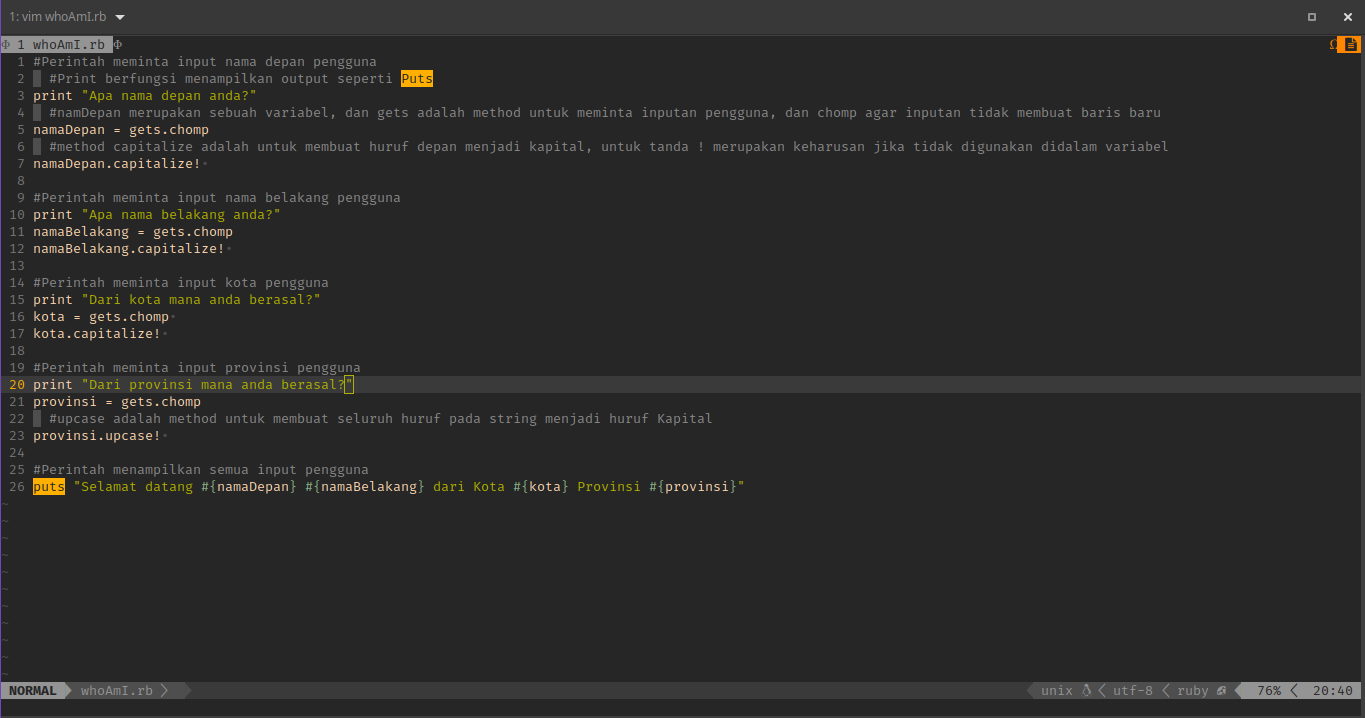 1: vim whoAmI.rb
1 whoAmI.rb
1 #Perintah meminta input nama depan pengguna
2 #Print berfungsi menampilkan output seperti Puts
3 print "Apa nama depan anda?"
4 #namDepan merupakan sebuah variabel, dan gets adalah method untuk meminta inputan pengguna, dan chomp agar inputan tidak membuat baris baru
5 namaDepan = gets.chomp
6 #method capitalize adalah untuk membuat huruf depan menjadi kapital, untuk tanda ! merupakan keharusan jika tidak digunakan didalam variabel
7 namaDepan.capitalize!
8
9 #Perintah meminta input nama belakang pengguna
10 print "Apa nama belakang anda?"
11 namaBelakang = gets.chomp
12 namaBelakang.capitalize!
13
14 #Perintah meminta input kota pengguna
15 print "Dari kota mana anda berasal?"
16 kota = gets.chomp
17 kota.capitalize!
18
19 #Perintah meminta input provinsi pengguna
20 print "Dari provinsi mana anda berasal?"
21 provinsi = gets.chomp
22 #upcase adalah method untuk membuat seluruh huruf pada string menjadi huruf Kapital
23 provinsi.upcase!
24
25 #Perintah menampilkan semua input pengguna
26 puts "Selamat datang #{namaDepan} #{namaBelakang} dari Kota #{kota} Provinsi #{provinsi}"
NORMAL whoAmI.rb unix utf-8 ruby 76% 20:40